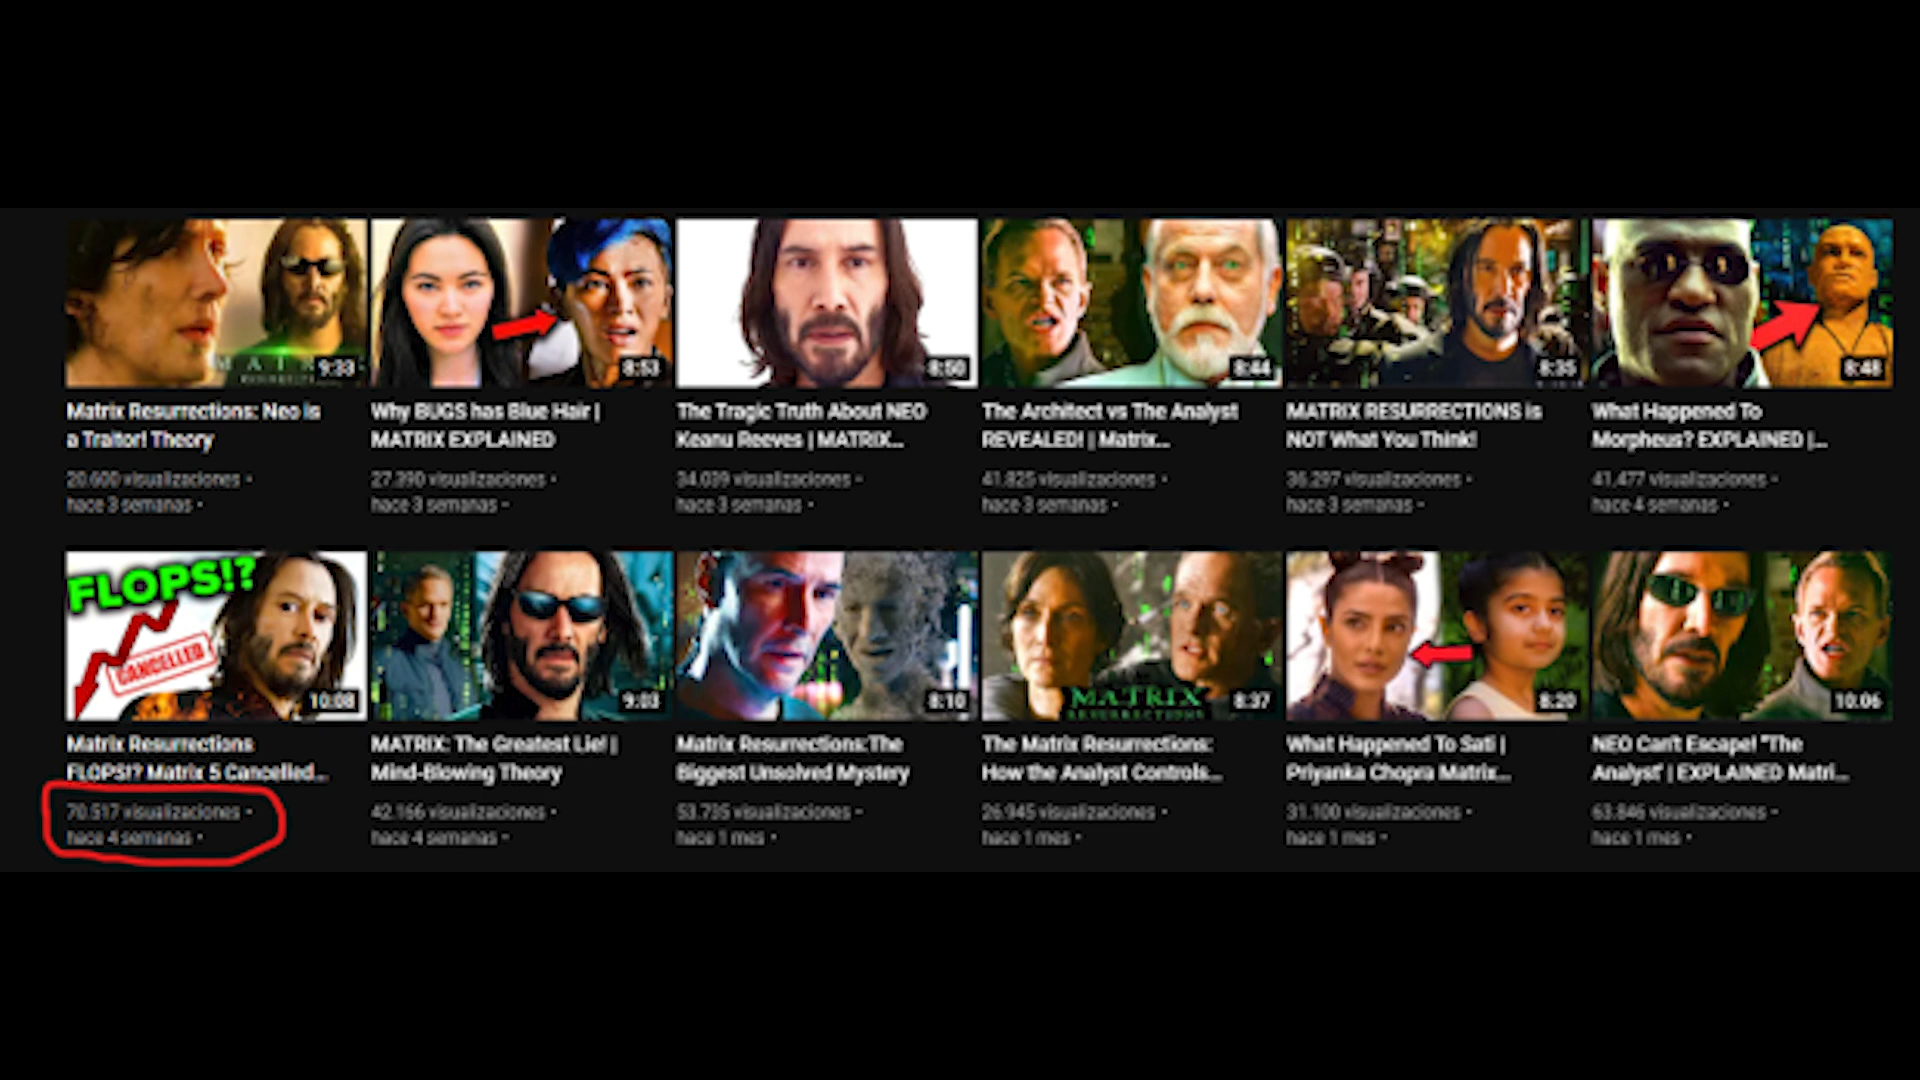 MATR
RESURRECTI
9:33
8:53
8:50
8:44
8:35
8:48
Matrix Resurrections: Neo is
a Traitor! Theory
Why BUGS has Blue Hair |
MATRIX EXPLAINED
The Tragic Truth About NEO
Keanu Reeves | MATRIX...
The Architect vs The Analyst
REVEALED! | Matrix...
MATRIX RESURRECTIONS is
NOT What You Think!
What Happened To
Morpheus? EXPLAINED |...
20.600 visualizaciones •
hace 3 semanas •
27.390 visualizaciones •
hace 3 semanas •
34.039 visualizaciones •
hace 3 semanas •
41.825 visualizaciones •
hace 3 semanas •
36.297 visualizaciones •
hace 3 semanas •
41.477 visualizaciones •
hace 4 semanas •
FLOPS!?
CANCELLED
10:08
9:03
8:10
MATRIX
RESURRECTIONS
8:37
8:20
10:06
Matrix Resurrections
FLOPS!? Matrix 5 Cancelled...
MATRIX: The Greatest Lie! |
Mind-Blowing Theory
Matrix Resurrections:The
Biggest Unsolved Mystery
The Matrix Resurrections:
How the Analyst Controls...
What Happened To Sati |
Priyanka Chopra Matrix...
NEO Can't Escape! "The
Analyst" | EXPLAINED Matri...
70.517 visualizaciones •
hace 4 semanas •
42.166 visualizaciones •
hace 4 semanas •
53.735 visualizaciones •
hace 1 mes •
26.945 visualizaciones •
hace 1 mes •
31.100 visualizaciones •
hace 1 mes •
63.846 visualizaciones •
hace 1 mes •